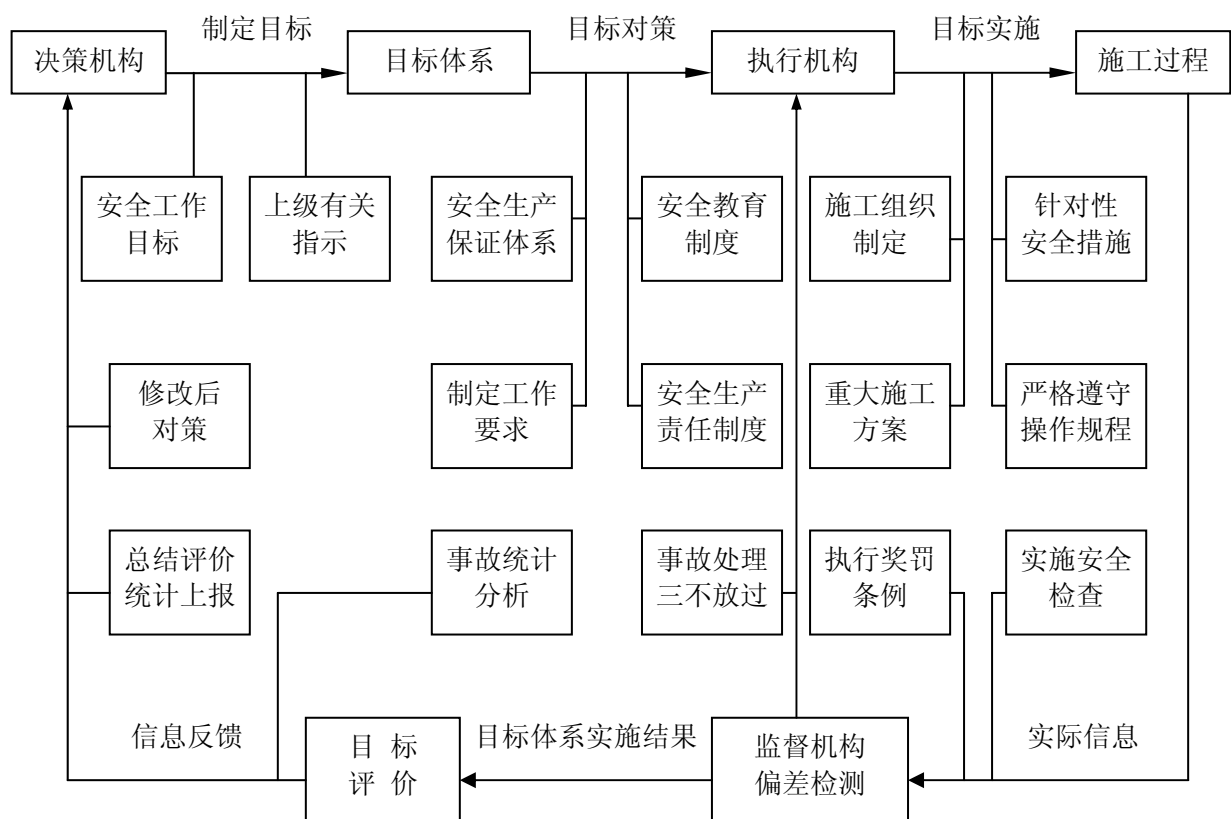 制定目标
目标对策
目标实施
决策机构
目标体系
执行机构
施工过程
安全工作
目标
上级有关
指示
安全生产
保证体系
安全教育
制度
施工组织
制定
针对性
安全措施
修改后
对策
制定工作
要求
安全生产
责任制度
重大施工
方案
严格遵守
操作规程
总结评价
统计上报
事故统计
分析
事故处理
三不放过
执行奖罚
条例
实施安全
检查
信息反馈
目 标
评 价
目标体系实施结果
监督机构
偏差检测
实际信息